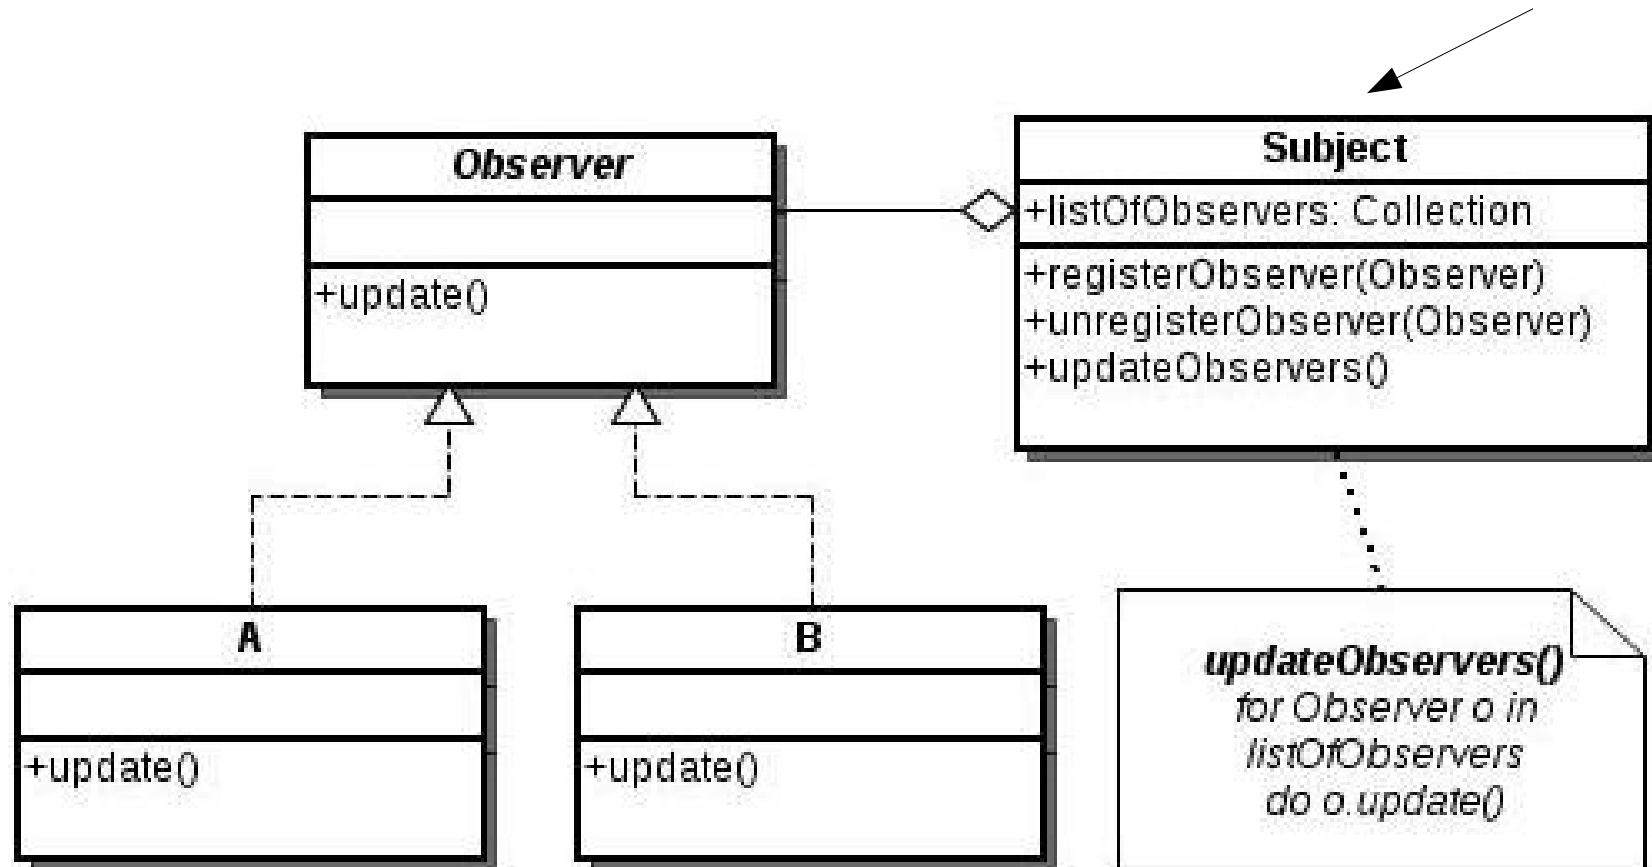 Observer
+update()
Subject
+listOfObservers: Collection
+registerObserver(Observer)
+unregisterObserver(Observer)
+updateObservers()
A
+update()
B
+update()
updateObservers()
for Observer o in
listOfObservers
do o.update()